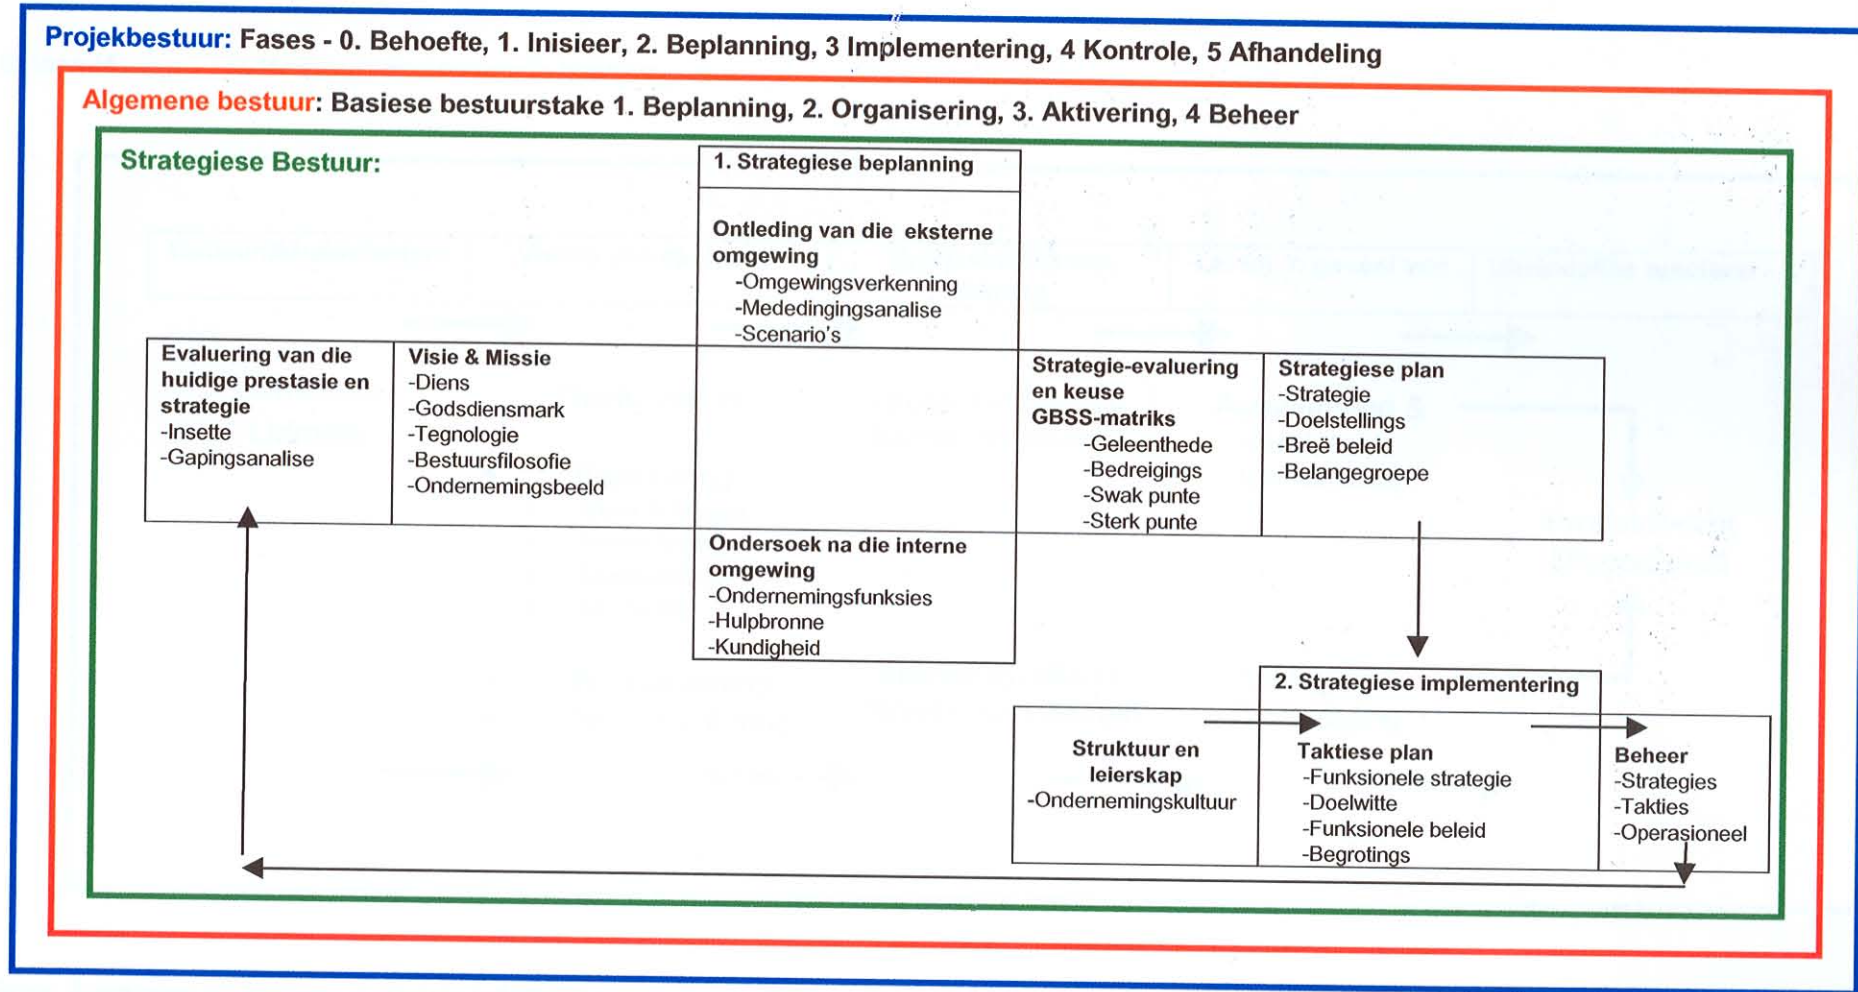 Projekbestuur: Fases - 0. Behoefte, 1. Inisieer, 2. Beplanning, 3 Implementering, 4 Kontrole, 5 Afhandeling
Algemene bestuur: Basiese bestuurstake 1. Beplanning, 2. Organisering, 3. Aktivering, 4 Beheer
Strategiese Bestuur:
1. Strategiese beplanning
Ontleding van die eksterne
omgewing
-Omgewingsverkenning
-Mededingingsanalise
-Scenario's
Evaluering van die
huidige prestasie en
strategie
-Insette
-Gapingsanalise
Visie & Missie
-Diens
-Godsdiensmark
-Tegnologie
-Bestuursfilosofie
-Ondernemingsbeeld
Strategie-evaluering
en keuse
GBSS-matriks
-Geleenthede
-Bedreigings
-Swak punte
-Sterk punte
Strategiese plan
-Strategie
-Doelstellings
-Breë beleid
-Belangegroepe
Ondersoek na die interne
omgewing
-Ondernemingsfunksies
-Hulpbronne
-Kundigheid
2. Strategiese implementering
Struktuur en
leierskap
-Ondernemingskultuur
Taktiese plan
-Funksionele strategie
-Doelwitte
-Funksionele beleid
-Begrotings
Beheer
-Strategies
-Takties
-Operasioneel